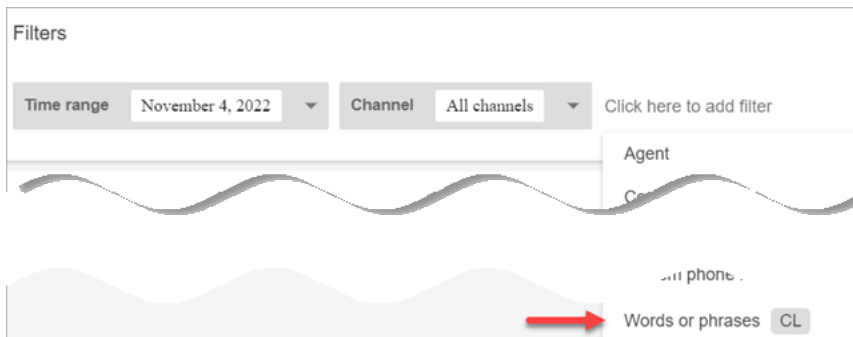 Filters
Time range November 4, 2022 Channel All channels Click here to add filter
Agent
phone
Words or phrases CL